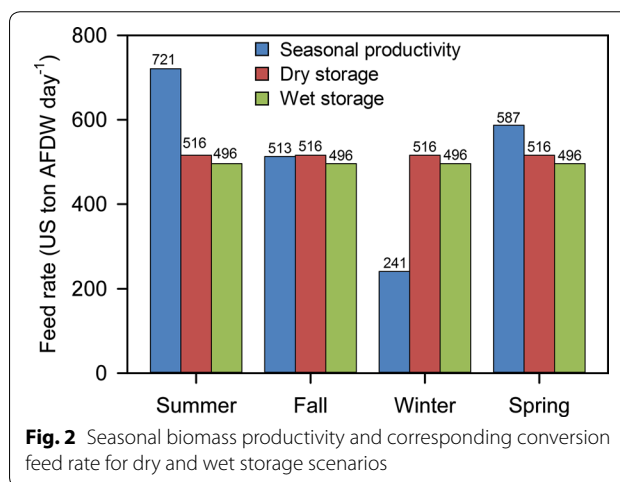 800
600
400
200
0
Feed rate (US ton AFDW day⁻¹)
Seasonal productivity
Dry storage
Wet storage
721
516 496
513 516 496
241
516 496
587
516 496
Summer Fall Winter Spring
Fig. 2 Seasonal biomass productivity and corresponding conversion
feed rate for dry and wet storage scenarios